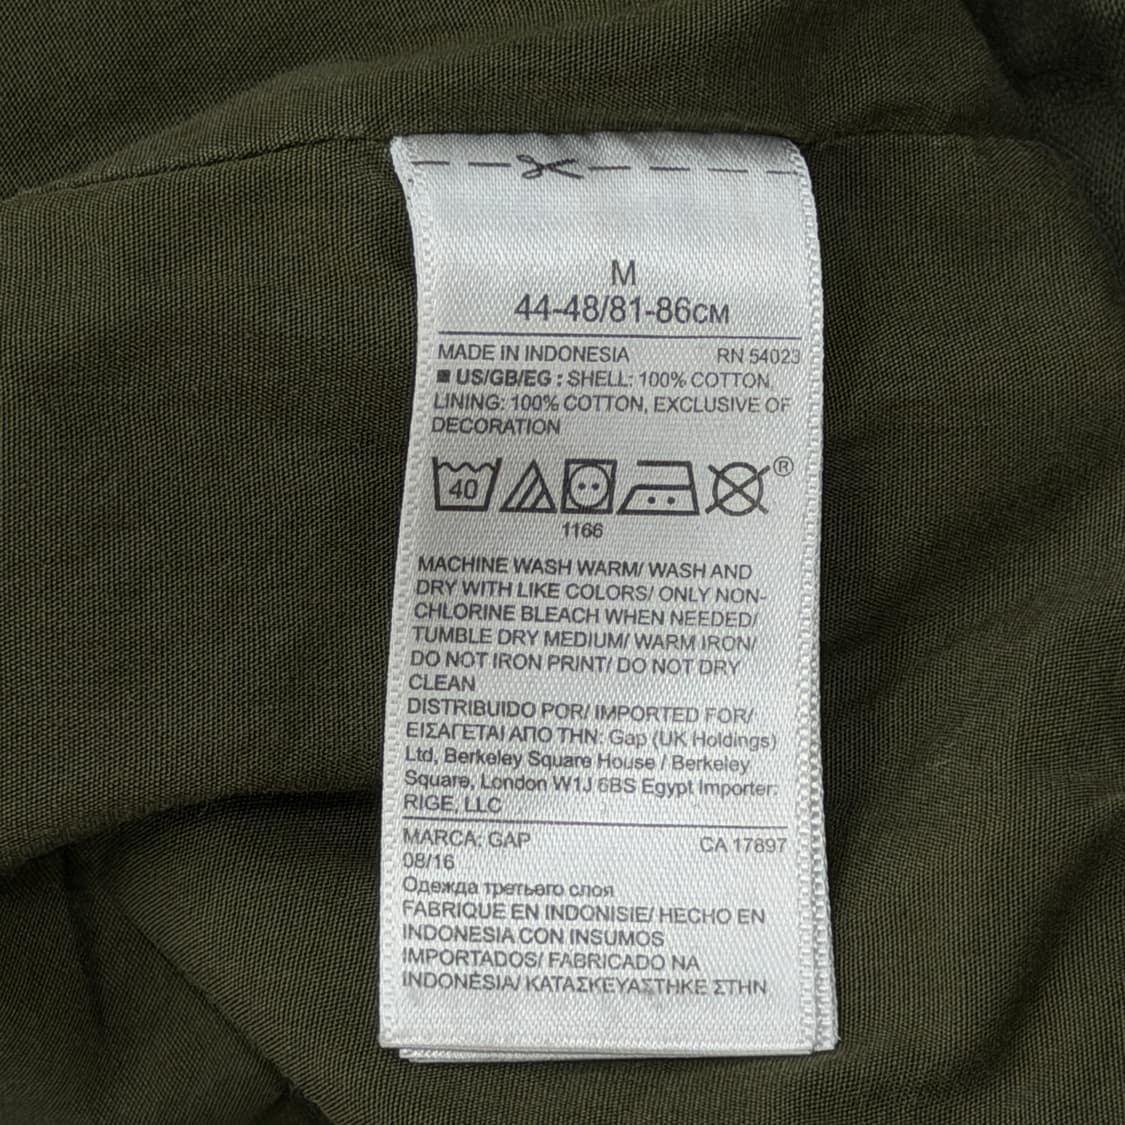 M
44-48/81-86CM
MADE IN INDONESIA RN 54023
US/GB/EG : SHELL: 100% COTTON,
LINING: 100% COTTON, EXCLUSIVE OF
DECORATION
40 ®
1166
MACHINE WASH WARM/ WASH AND
DRY WITH LIKE COLORS/ ONLY NON-
CHLORINE BLEACH WHEN NEEDED/
TUMBLE DRY MEDIUM/ WARM IRON/
DO NOT IRON PRINT/ DO NOT DRY
CLEAN
DISTRIBUIDO POR/ IMPORTED FOR/
ΕΙΣΑΓΕΤΑΙ ΑΠΟ ΤΗΝ: Gap (UK Holdings)
Ltd, Berkeley Square House / Berkeley
Square, London W1J 6BS Egypt Importer:
RIGE, LLC
MARCA: GAP CA 17897
08/16
Одежда третьего слоя
FABRIQUE EN INDONISIE/ HECHO EN
INDONESIA CON INSUMOS
IMPORTADOS/ FABRICADO NA
INDONÉSIA/ ΚΑΤΑΣΚΕΥΑΣΤΗΚΕ ΣΤΗΝ